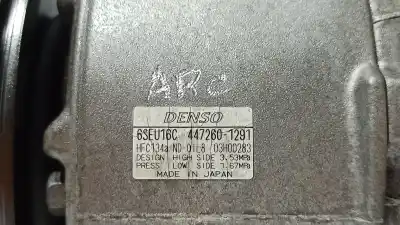 ARC
DENSO
6SEU16C 447260-1291
HFC134a ND-OIL8 /03H00283
DESIGN HIGH SIDE 3.53MPa
PRESS LOW SIDE 1.67MPa
MADE IN JAPAN